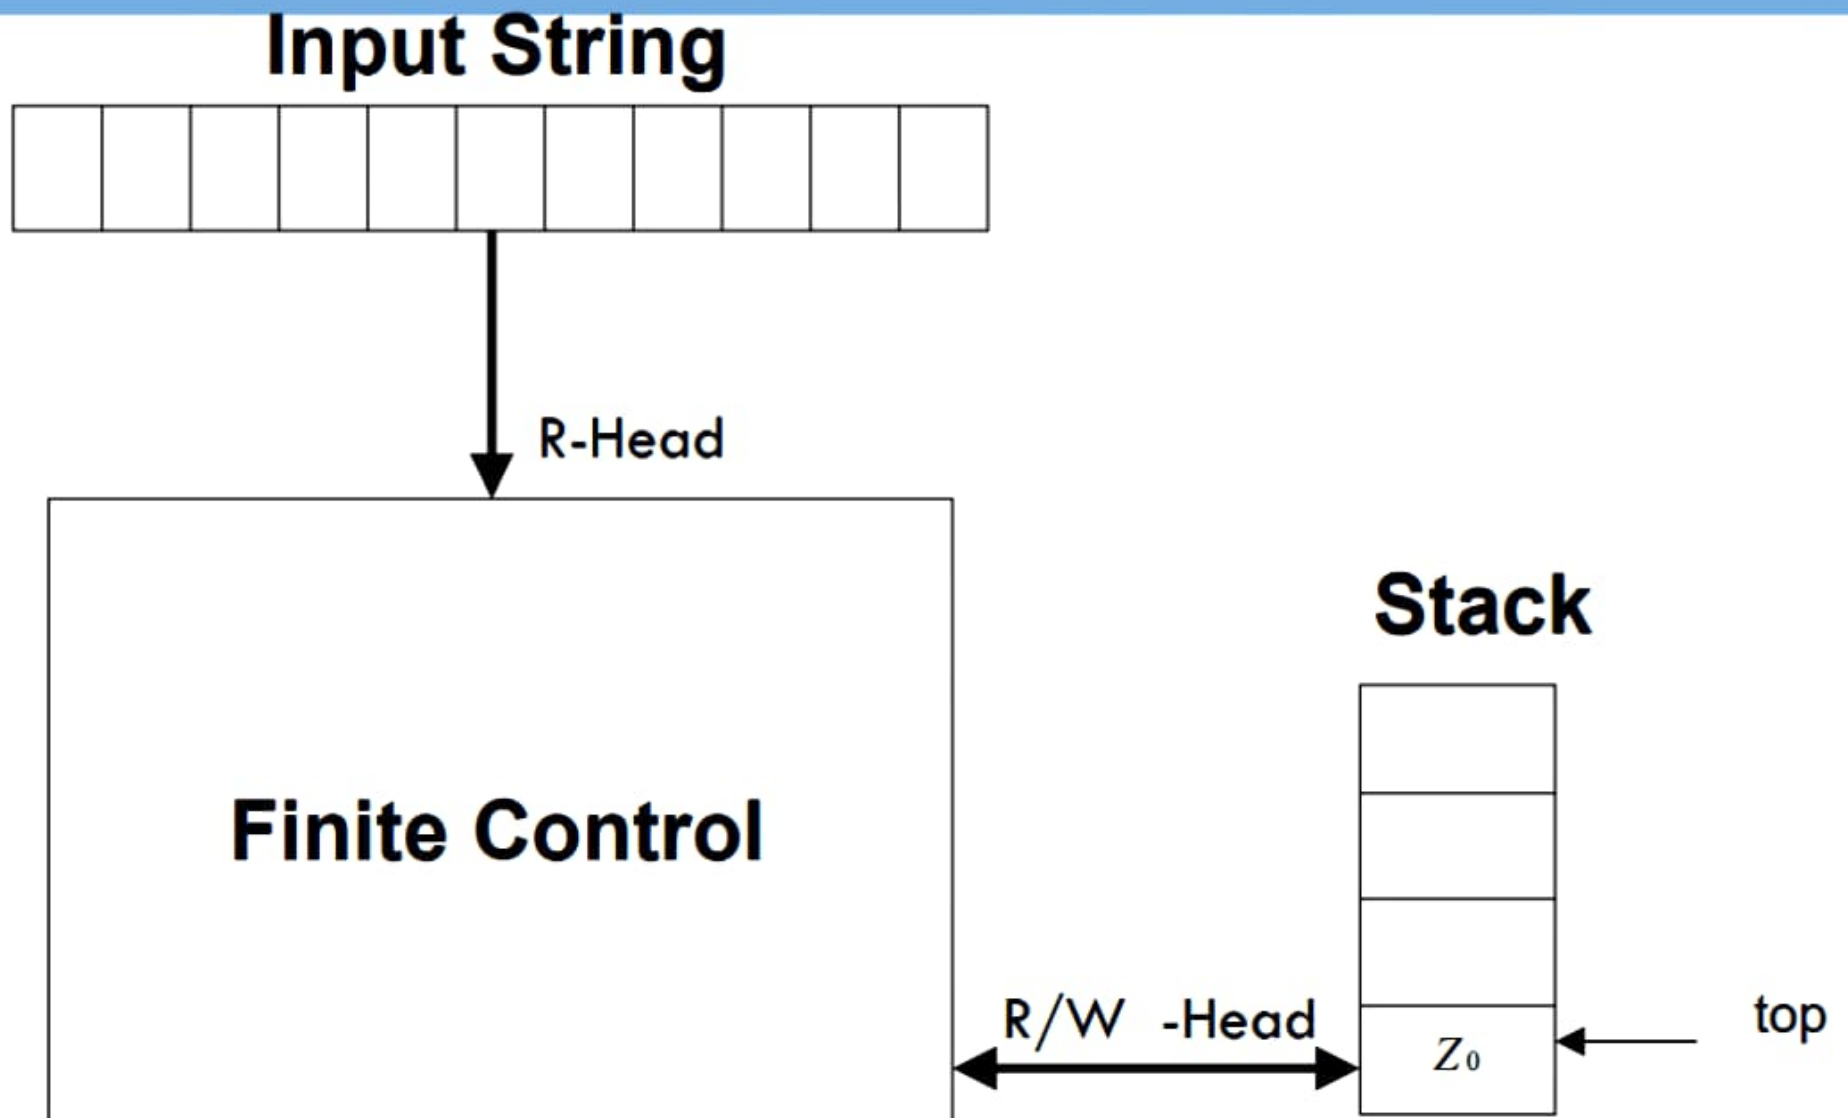 Input String
R-Head
Finite Control
Stack
R/W -Head
Z0
top